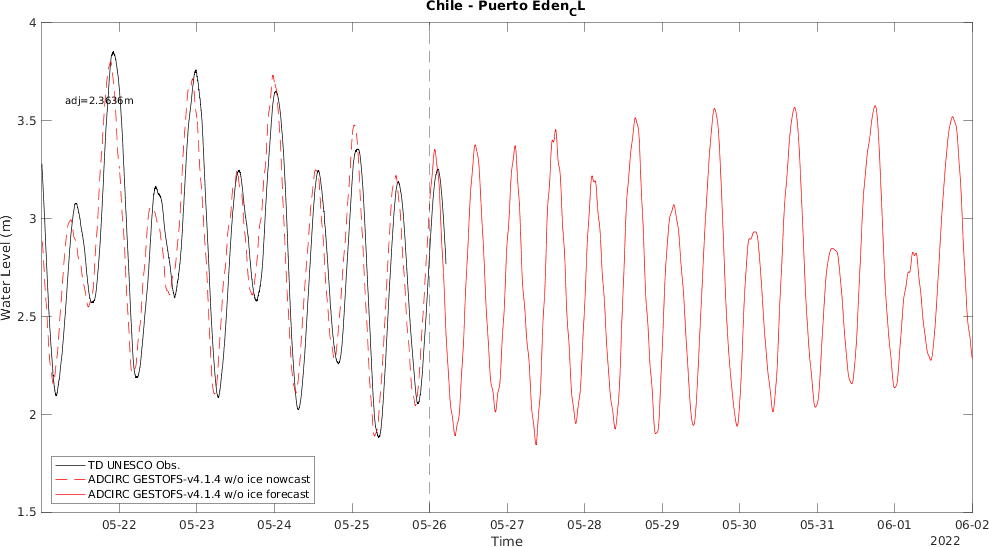 Chile - Puerto Eden_CL
4
3.5
3
2.5
2
1.5
Water Level (m)
adj=2.3636m
TD UNESCO Obs.
ADCIRC GESTOFS-v4.1.4 w/o ice nowcast
ADCIRC GESTOFS-v4.1.4 w/o ice forecast
05-22 05-23 05-24 05-25 05-26 05-27 05-28 05-29 05-30 05-31 06-01 06-02
Time
2022